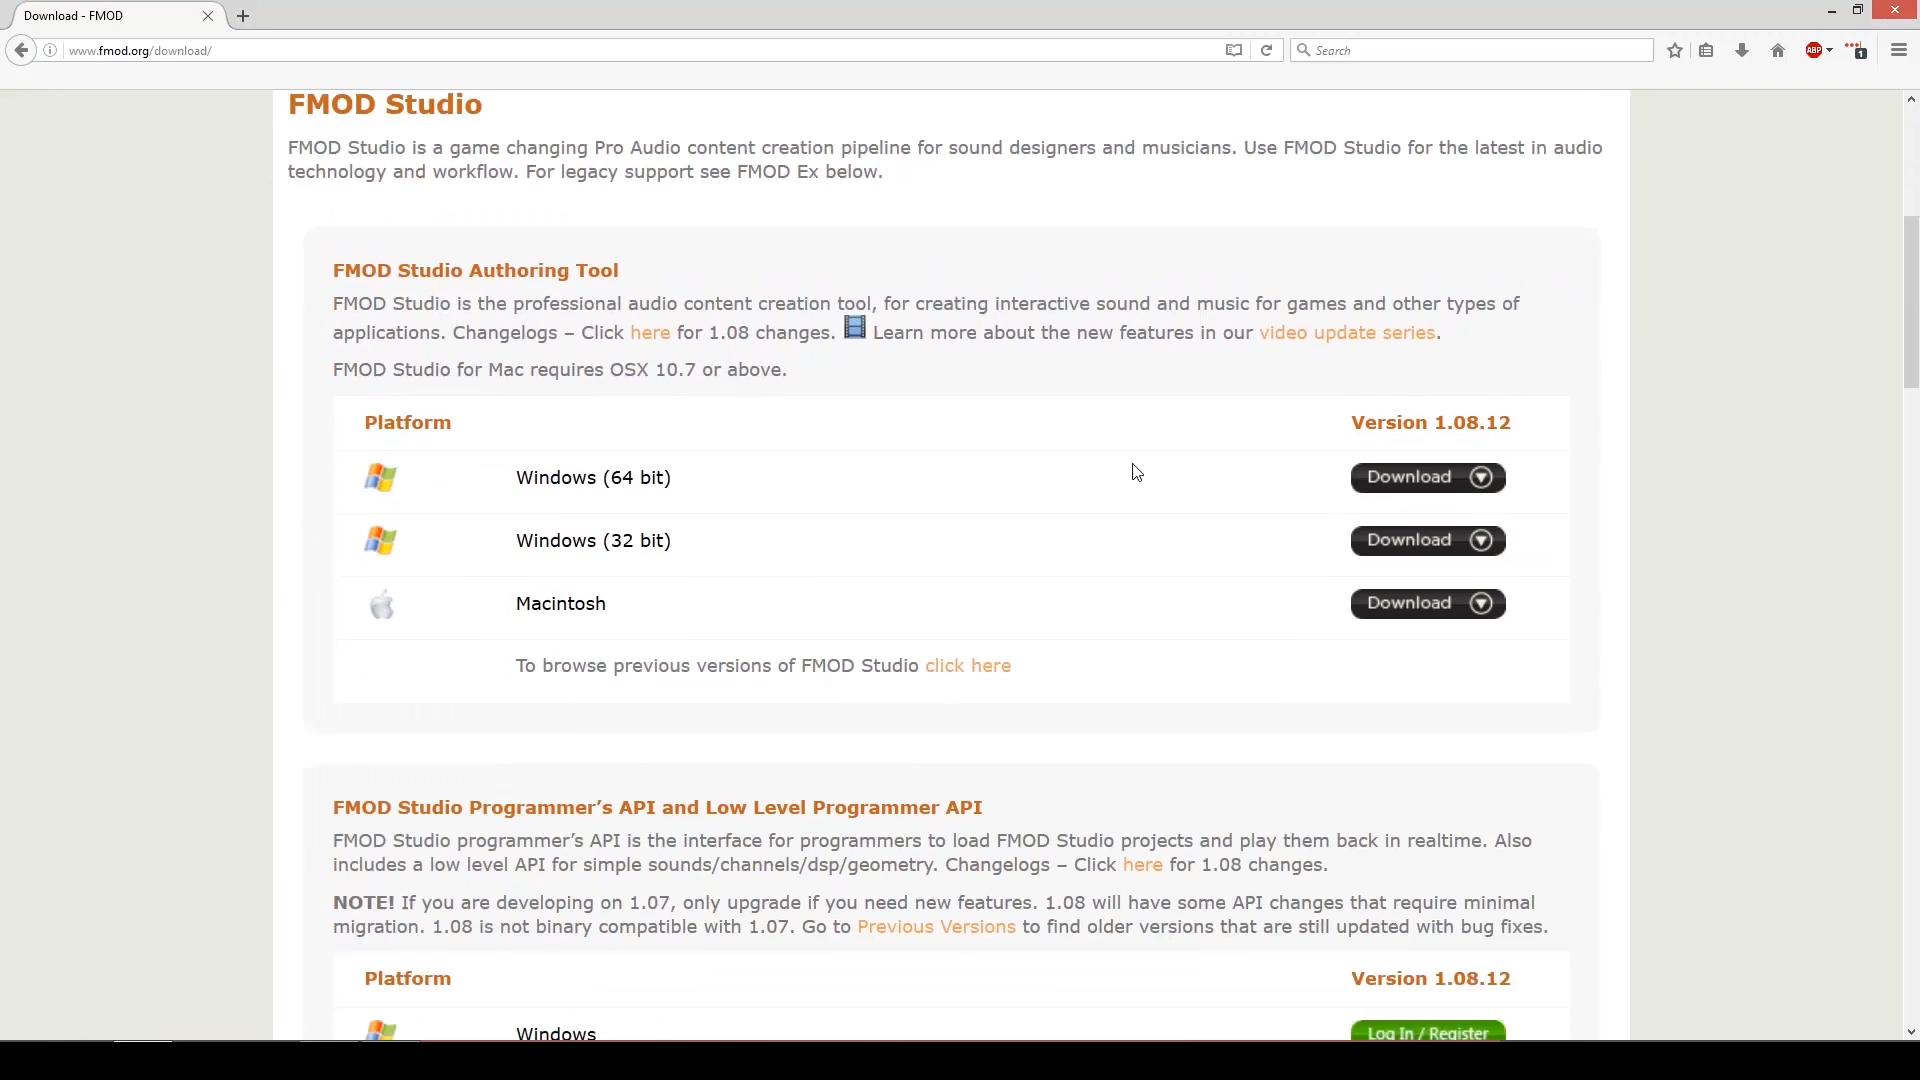 Download - FMOD
www.fmod.org/download/
Search
ABP
1
FMOD Studio
FMOD Studio is a game changing Pro Audio content creation pipeline for sound designers and musicians. Use FMOD Studio for the latest in audio
technology and workflow. For legacy support see FMOD Ex below.
FMOD Studio Authoring Tool
FMOD Studio is the professional audio content creation tool, for creating interactive sound and music for games and other types of
applications. Changelogs – Click here for 1.08 changes. Learn more about the new features in our video update series.
FMOD Studio for Mac requires OSX 10.7 or above.
Platform Version 1.08.12
Windows (64 bit) Download
Windows (32 bit) Download
Macintosh Download
To browse previous versions of FMOD Studio click here
FMOD Studio Programmer’s API and Low Level Programmer API
FMOD Studio programmer’s API is the interface for programmers to load FMOD Studio projects and play them back in realtime. Also
includes a low level API for simple sounds/channels/dsp/geometry. Changelogs – Click here for 1.08 changes.
NOTE! If you are developing on 1.07, only upgrade if you need new features. 1.08 will have some API changes that require minimal
migration. 1.08 is not binary compatible with 1.07. Go to Previous Versions to find older versions that are still updated with bug fixes.
Platform Version 1.08.12
Windows Log In / Register